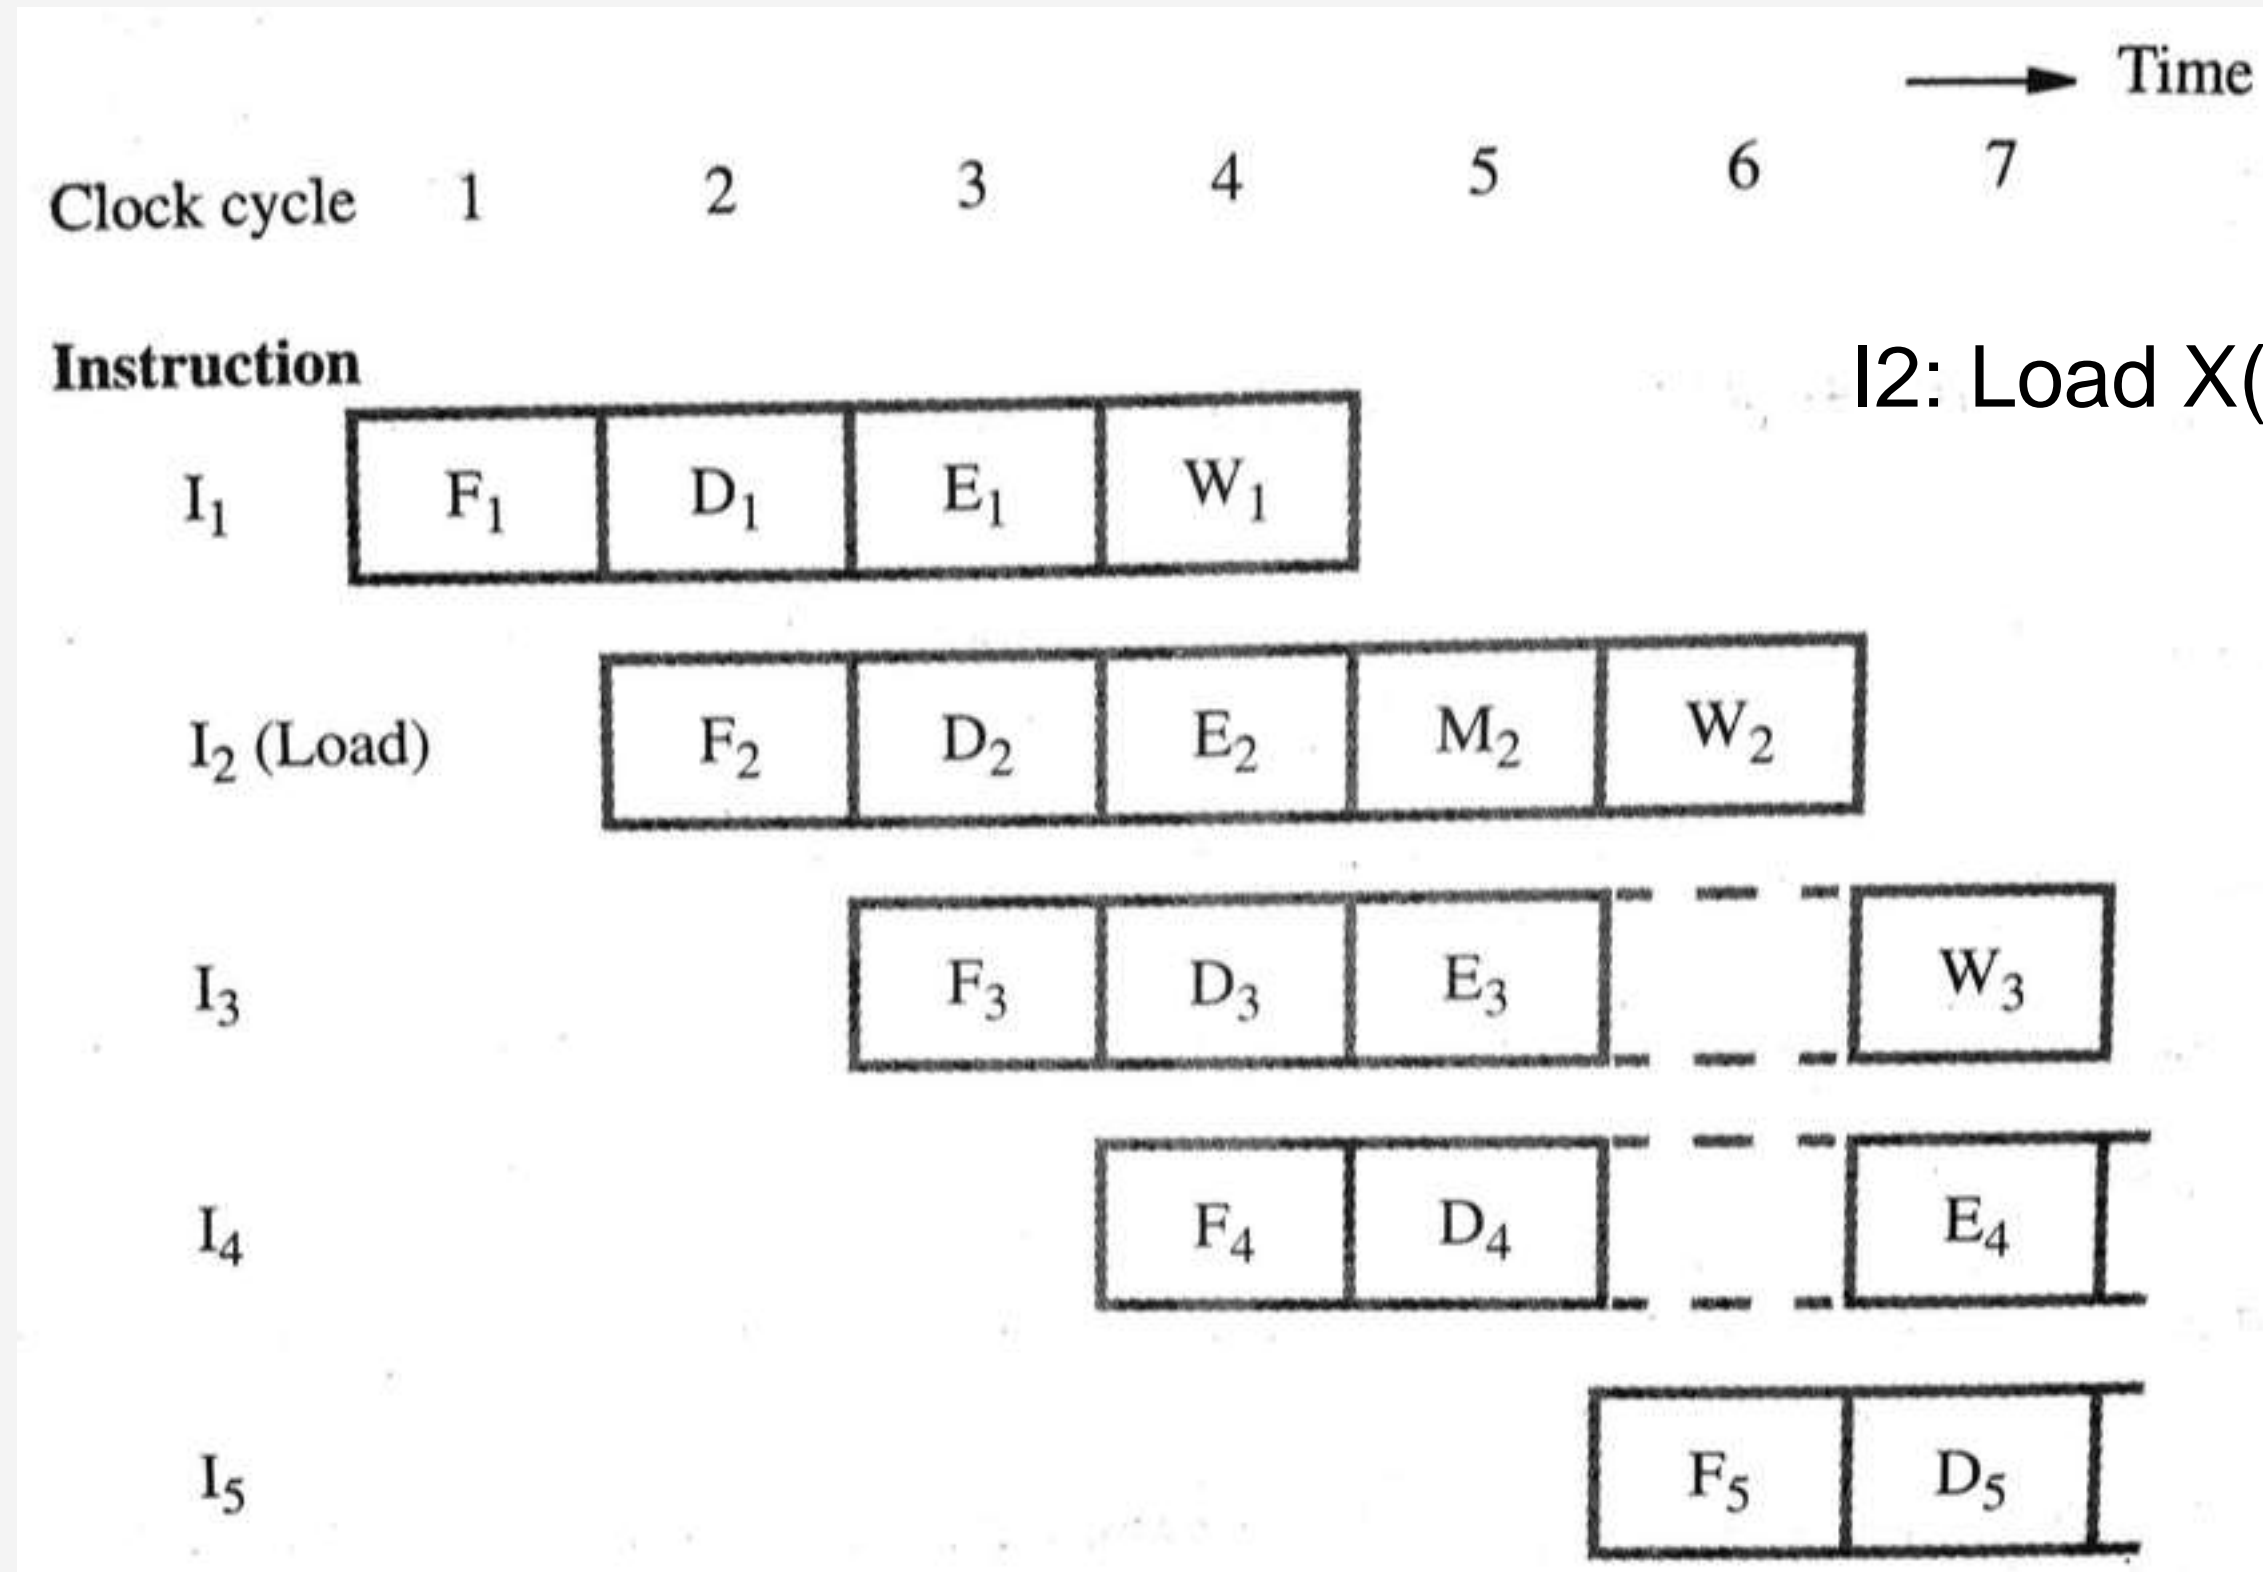 Time
Clock cycle 1 2 3 4 5 6 7
Instruction
I2: Load X(
I₁ F₁ D₁ E₁ W₁
I₂ (Load) F₂ D₂ E₂ M₂ W₂
I₃ F₃ D₃ E₃ W₃
I₄ F₄ D₄ E₄
I₅ F₅ D₅